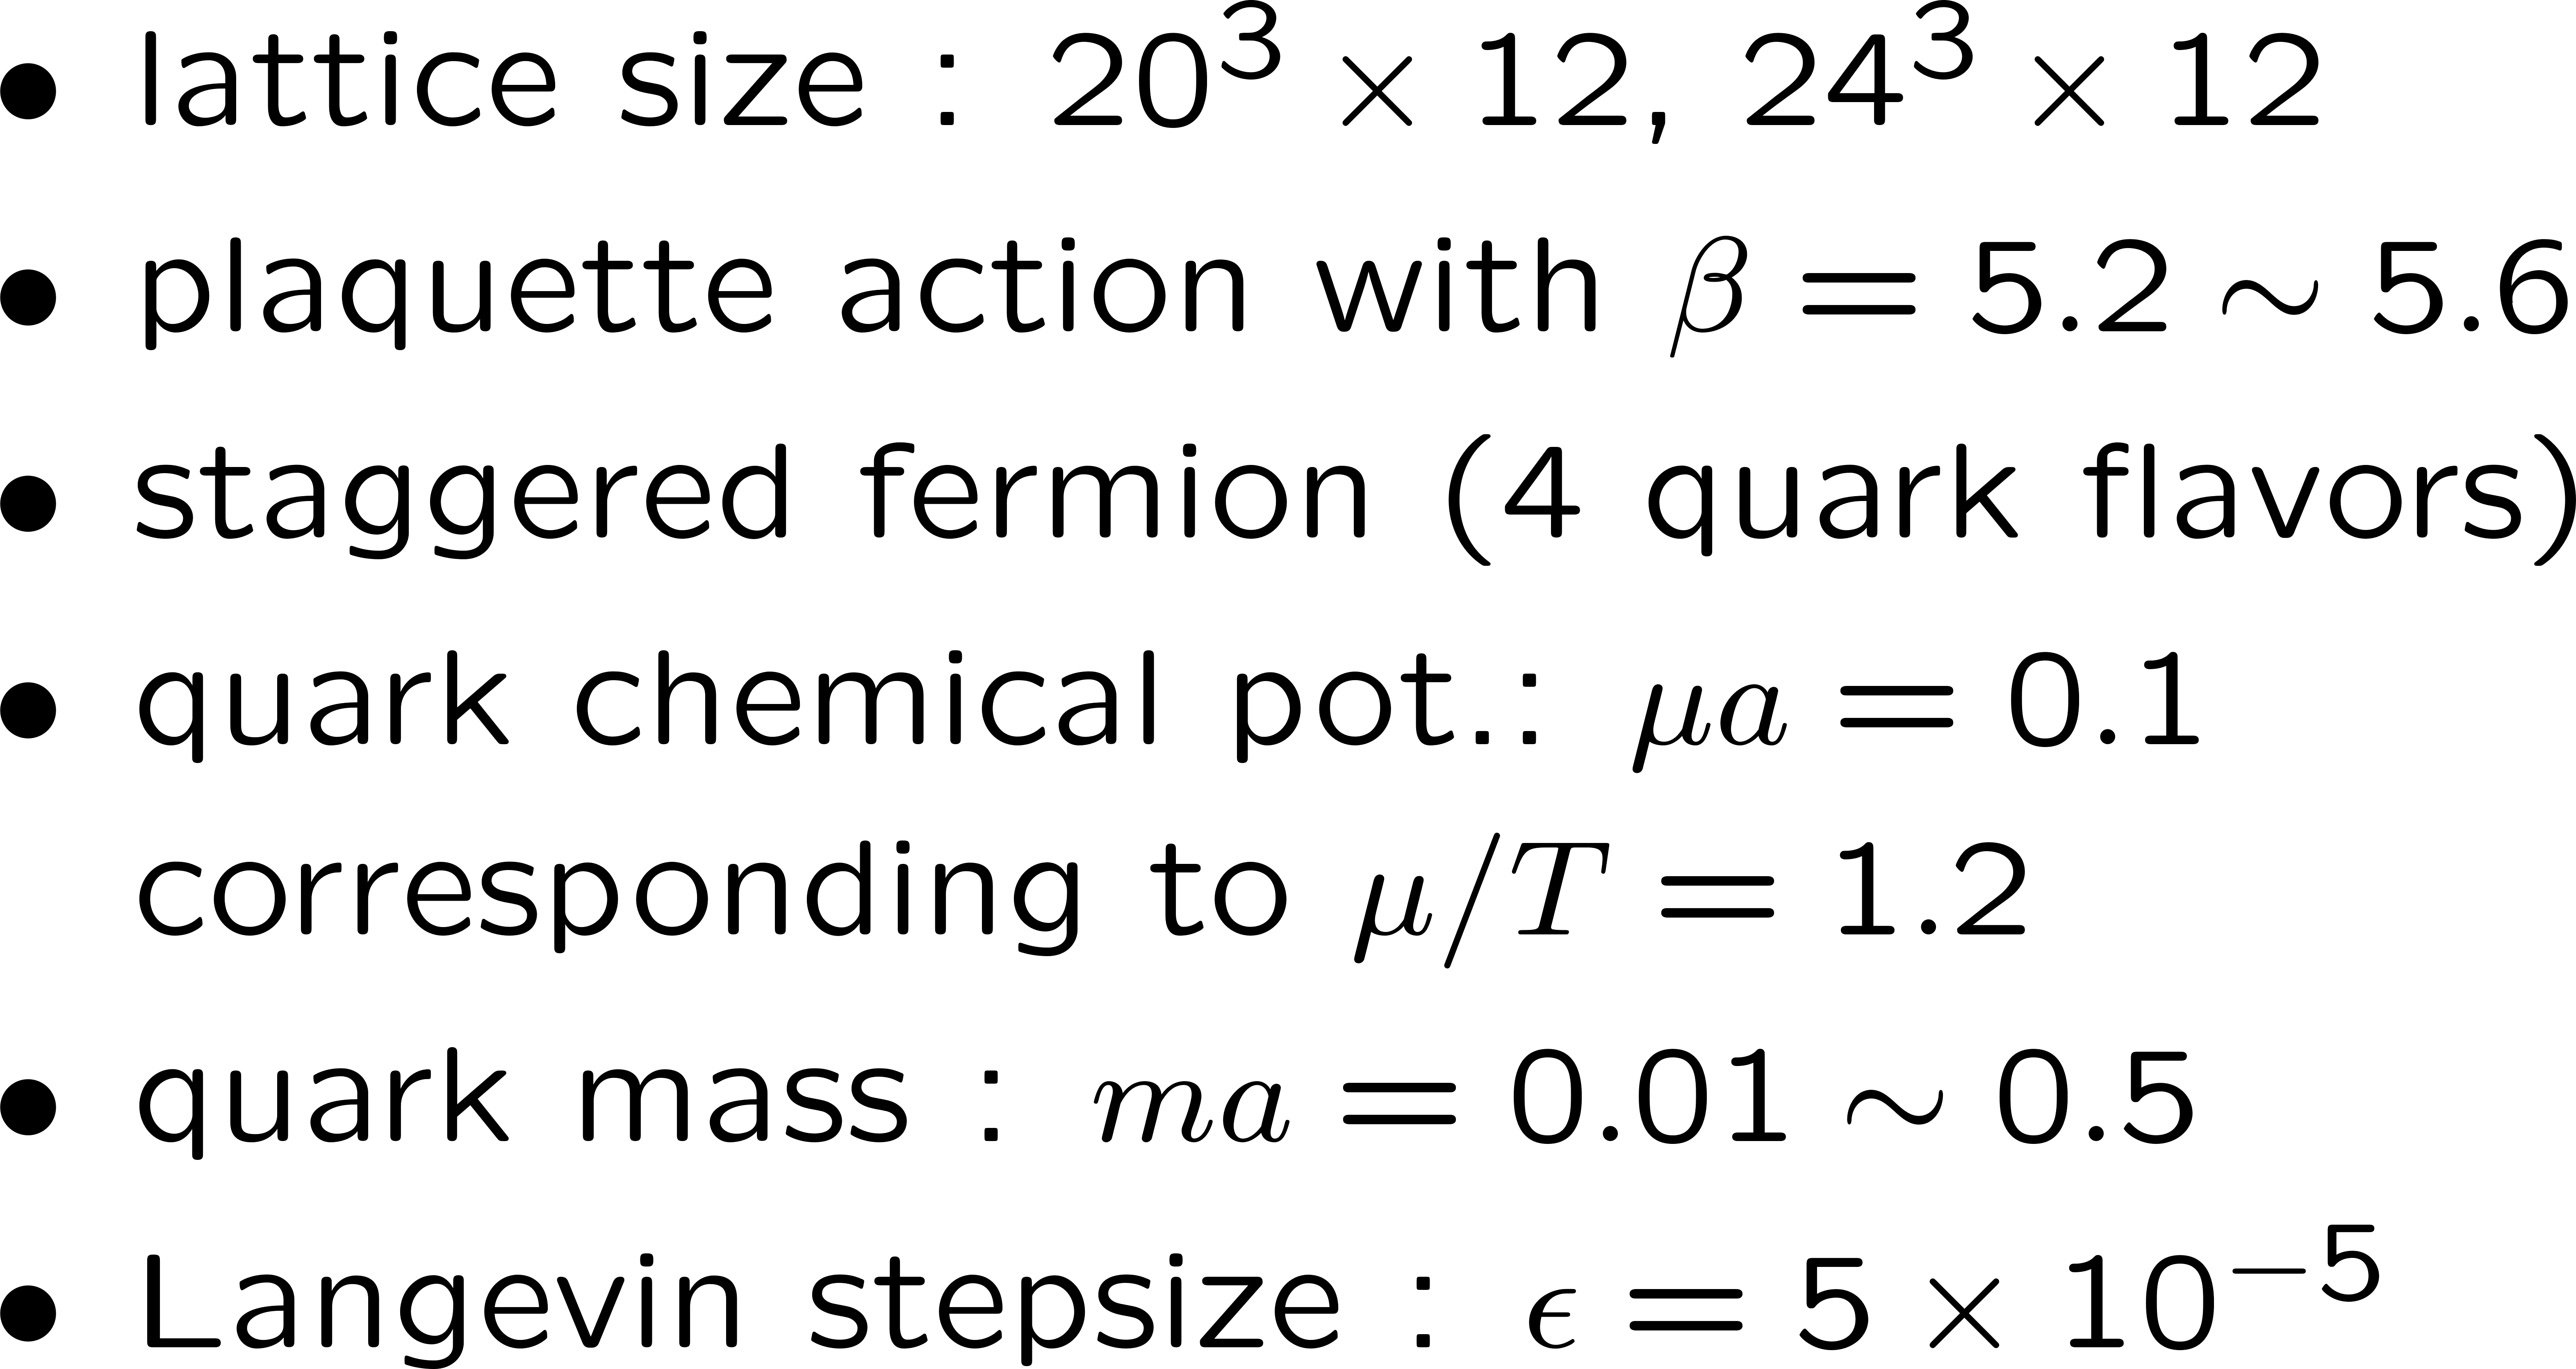 • lattice size : 20³ × 12, 24³ × 12
• plaquette action with β = 5.2 ∼ 5.6
• staggered fermion (4 quark flavors)
• quark chemical pot.: μa = 0.1
corresponding to μ/T = 1.2
• quark mass : ma = 0.01 ∼ 0.5
• Langevin stepsize : ϵ = 5 × 10⁻⁵